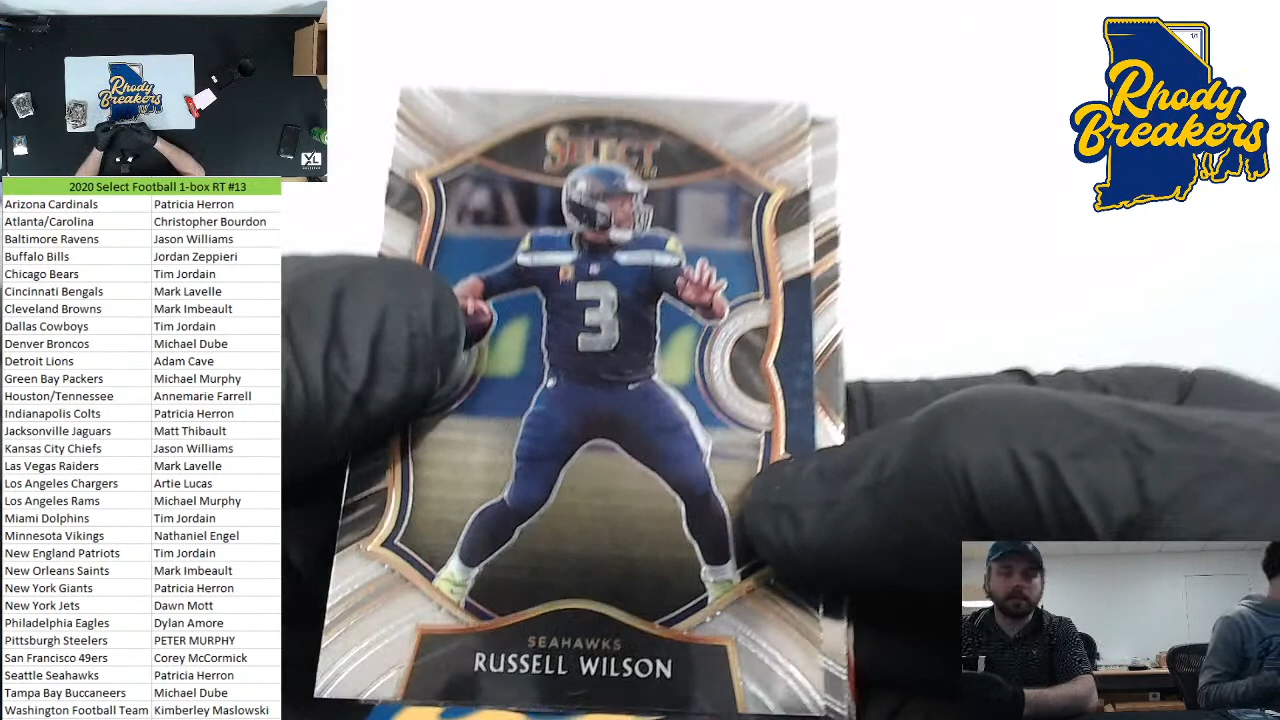 Rhody
Breakers
XL
2020 Select Football 1-box RT #13
Arizona Cardinals Patricia Herron
Atlanta/Carolina Christopher Bourdon
Baltimore Ravens Jason Williams
Buffalo Bills Jordan Zeppieri
Chicago Bears Tim Jordain
Cincinnati Bengals Mark Lavelle
Cleveland Browns Mark Imbeault
Dallas Cowboys Tim Jordain
Denver Broncos Michael Dube
Detroit Lions Adam Cave
Green Bay Packers Michael Murphy
Houston/Tennessee Annemarie Farrell
Indianapolis Colts Patricia Herron
Jacksonville Jaguars Matt Thibault
Kansas City Chiefs Jason Williams
Las Vegas Raiders Mark Lavelle
Los Angeles Chargers Artie Lucas
Los Angeles Rams Michael Murphy
Miami Dolphins Tim Jordain
Minnesota Vikings Nathaniel Engel
New England Patriots Tim Jordain
New Orleans Saints Mark Imbeault
New York Giants Patricia Herron
New York Jets Dawn Mott
Philadelphia Eagles Dylan Amore
Pittsburgh Steelers PETER MURPHY
San Francisco 49ers Corey McCormick
Seattle Seahawks Patricia Herron
Tampa Bay Buccaneers Michael Dube
Washington Football Team Kimberley Maslowski
SELECT
3
SEAHAWKS
RUSSELL WILSON
1/1
Rhody
Breakers